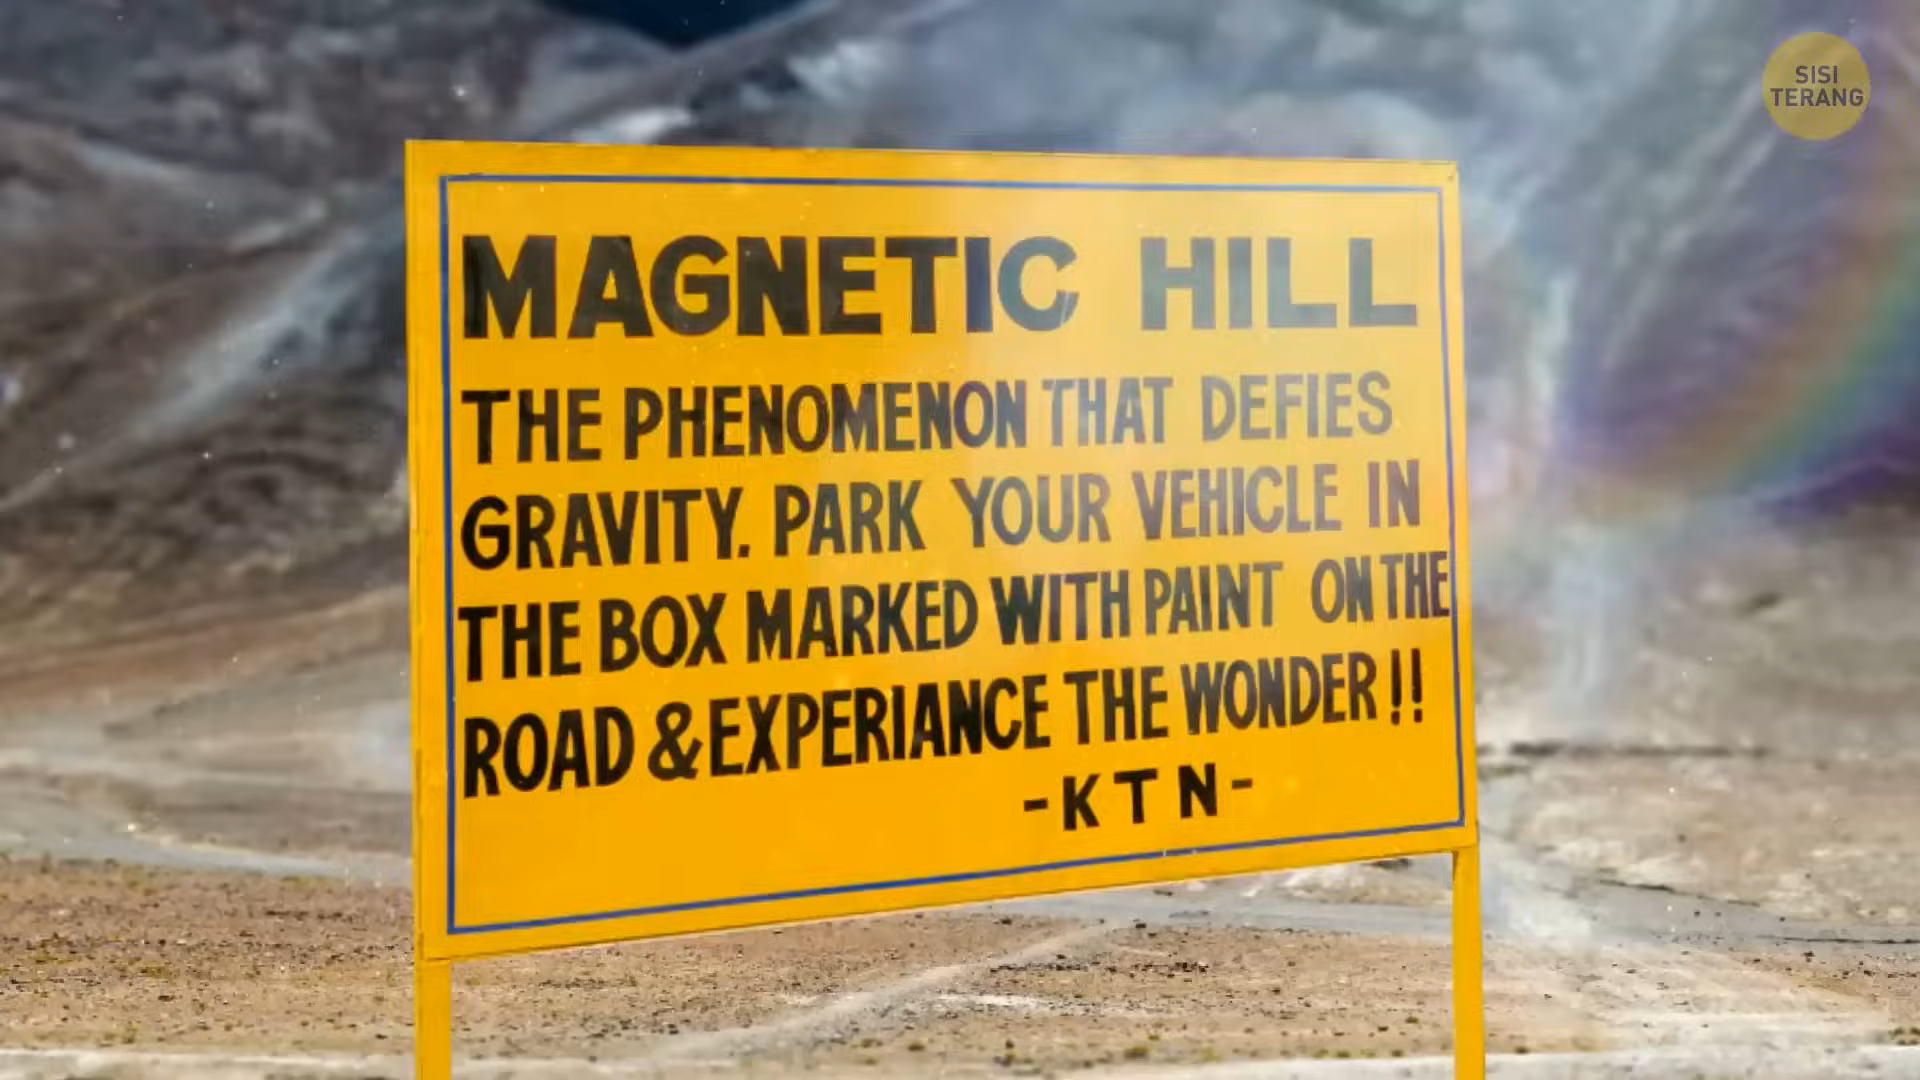 SISI
TERANG
MAGNETIC HILL
THE PHENOMENON THAT DEFIES
GRAVITY. PARK YOUR VEHICLE IN
THE BOX MARKED WITH PAINT ON THE
ROAD & EXPERIANCE THE WONDER !!
-KTN-